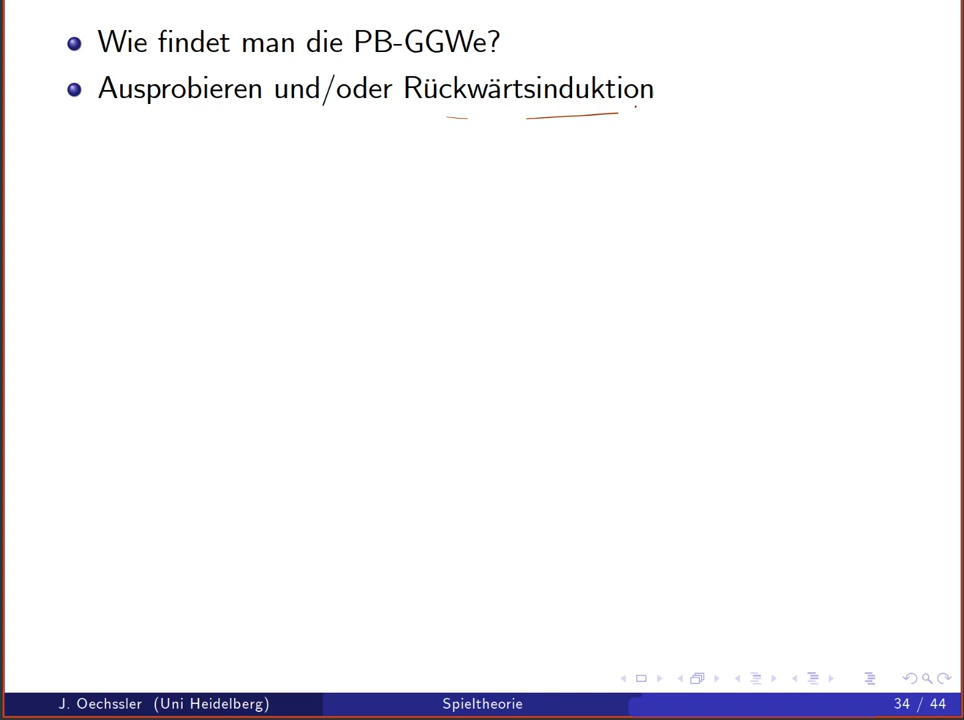 Wie findet man die PB-GGWe?
Ausprobieren und/oder Rückwärtsinduktion
J. Oechssler (Uni Heidelberg) Spieltheorie 34 / 44